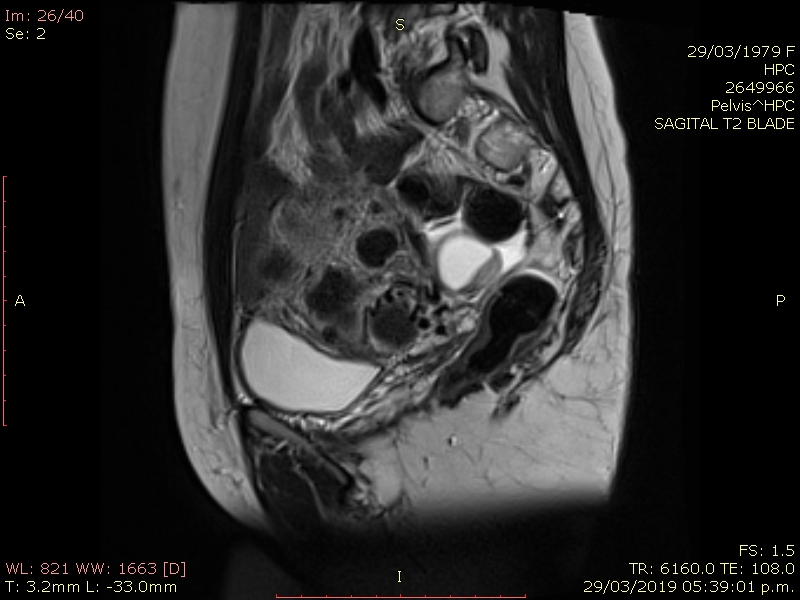 Im: 26/40
Se: 2
S
29/03/1979 F
HPC
2649966
Pelvis^HPC
SAGITAL T2 BLADE
A
P
WL: 821 WW: 1663 [D]
T: 3.2mm L: -33.0mm
I
FS: 1.5
TR: 6160.0 TE: 108.0
29/03/2019 05:39:01 p.m.